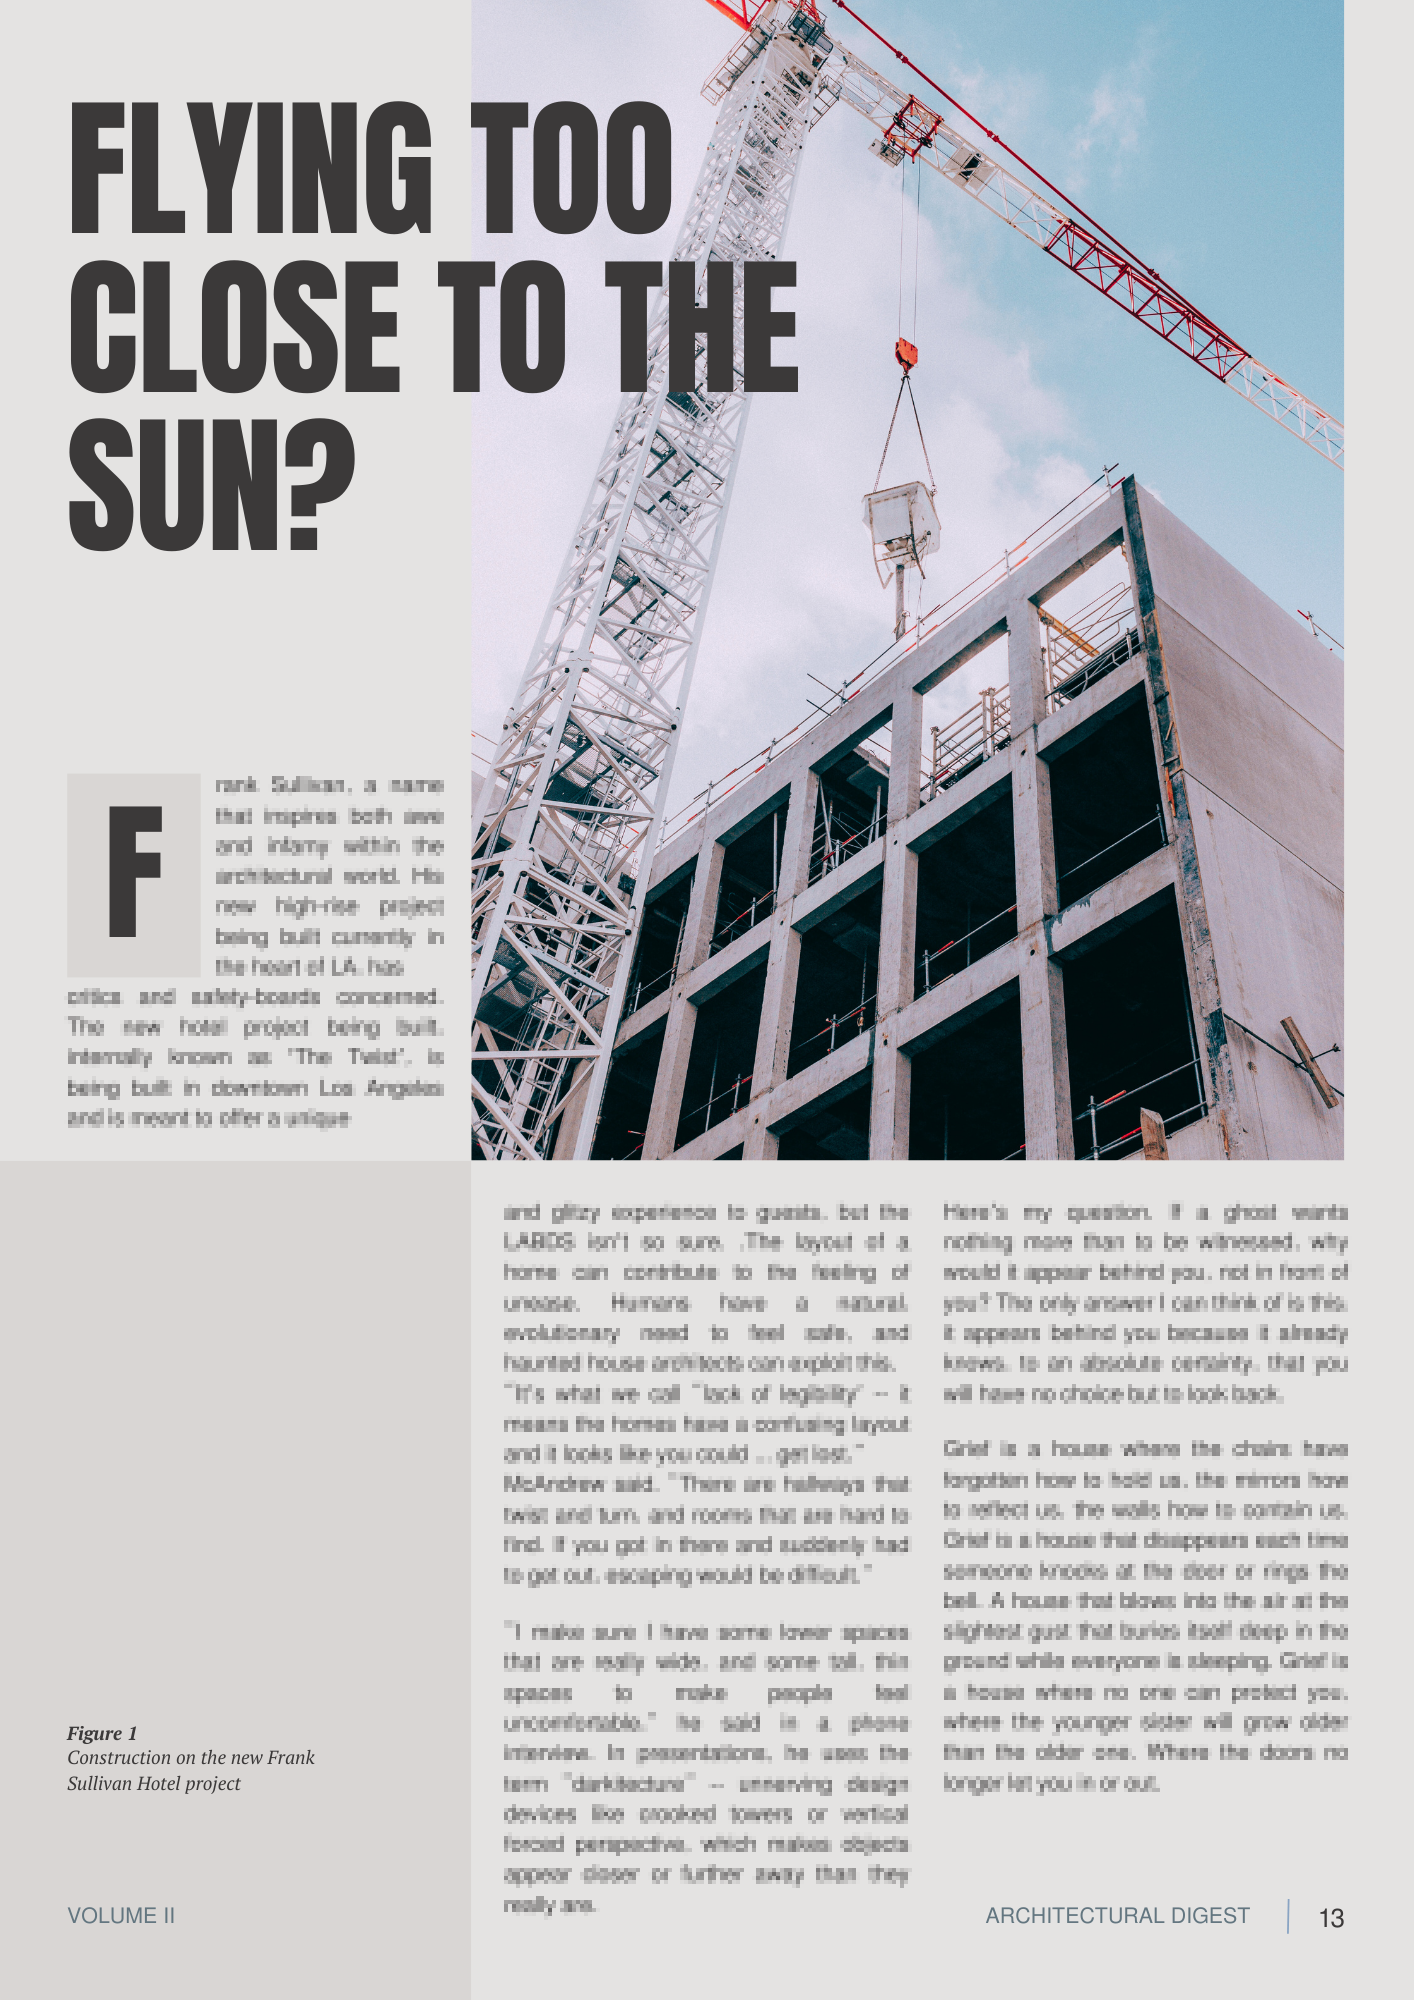 FLYING TOO
CLOSE TO THE
SUN?
F
rank Sullivan, a name
that inspires both awe
and infamy within the
architectural world. His
new high-rise project
being built currently in
the heart of LA, has
critics and safety-boards concerned.
The new hotel project being built,
internally known as "The Twist", is
being built in downtown Los Angeles
and is meant to offer a unique
and glitzy experience to guests, but the
LABDS isn't so sure. .The layout of a
home can contribute to the feeling of
unease. Humans have a natural,
evolutionary need to feel safe, and
haunted house architects can exploit this.
"It's what we call "lack of legibility' – it
means the homes have a confusing layout
and it looks like you could ... get lost,"
McAndrew said. "There are hallways that
twist and turn, and rooms that are hard to
find. If you got in there and suddenly had
to get out, escaping would be difficult."
"I make sure I have some lower spaces
that are really wide, and some tall, thin
spaces to make people feel
uncomfortable," he said in a phone
interview. In presentations, he uses the
term "darkitecture" – unnerving design
devices like crooked towers or vertical
forced perspective, which makes objects
appear closer or further away than they
really are.
Here's my question. If a ghost wants
nothing more than to be witnessed, why
would it appear behind you, not in front of
you? The only answer I can think of is this:
it appears behind you because it already
knows, to an absolute certainty, that you
will have no choice but to look back.
Grief is a house where the chairs have
forgotten how to hold us, the mirrors how
to reflect us, the walls how to contain us.
Grief is a house that disappears each time
someone knocks at the door or rings the
bell. A house that blows into the air at the
slightest gust that buries itself deep in the
ground while everyone is sleeping. Grief is
a house where no one can protect you,
where the younger sister will grow older
than the older one. Where the doors no
longer let you in or out.
Figure 1
Construction on the new Frank
Sullivan Hotel project
VOLUME II
ARCHITECTURAL DIGEST
13